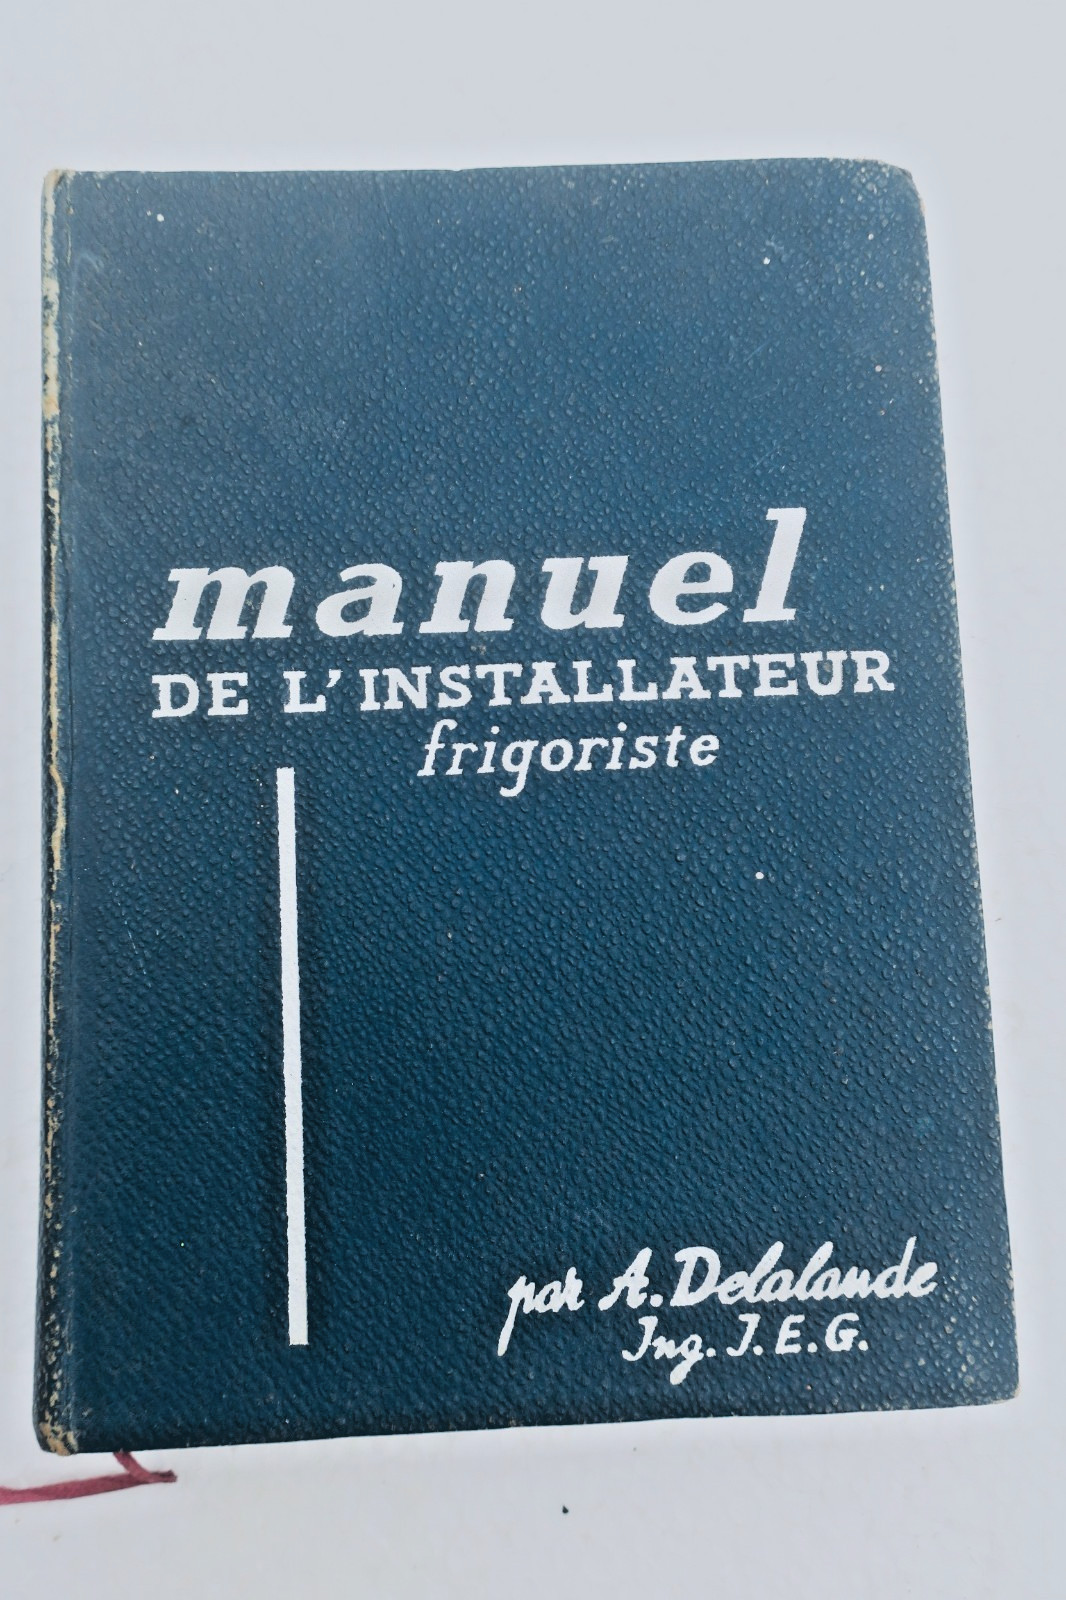 manuel
DE L'INSTALLATEUR
frigoriste
par A. Delalande
Ing. I.E.G.